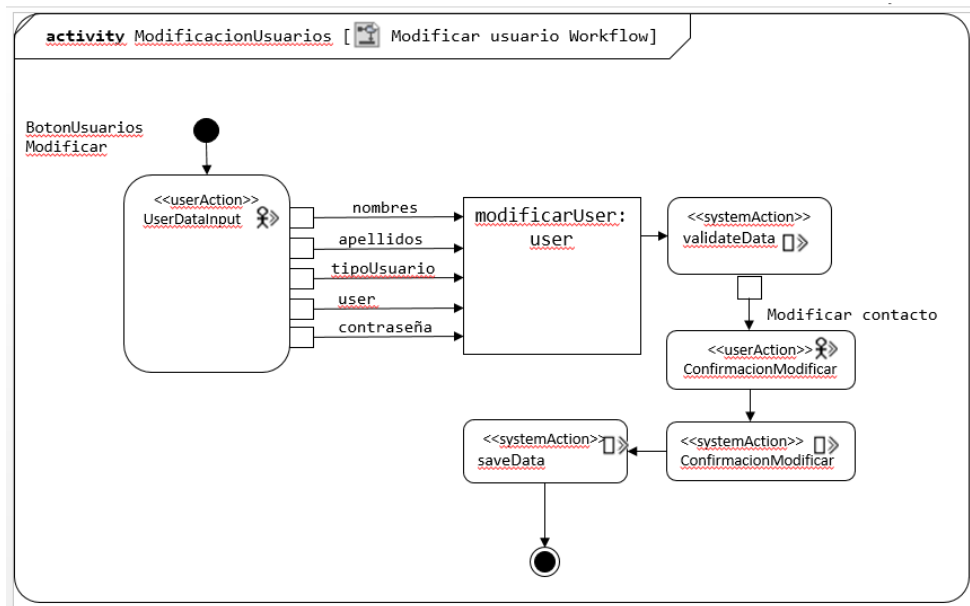 activity ModificacionUsuarios [ Modificar usuario Workflow]
BotonUsuarios
Modificar
<<userAction>>
UserDataInput
nombres
apellidos
tipoUsuario
user
contraseña
modificarUser:
user
<<systemAction>>
validateData
Modificar contacto
<<userAction>>
ConfirmacionModificar
<<systemAction>>
ConfirmacionModificar
<<systemAction>>
saveData